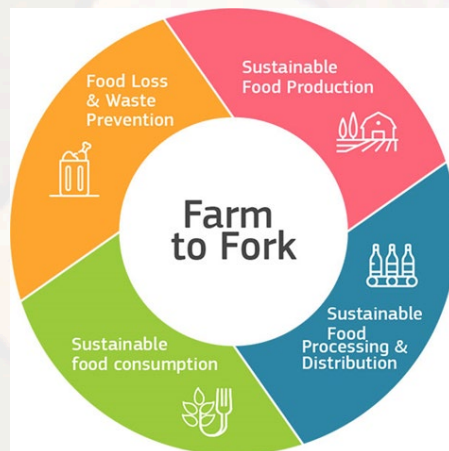 Food Loss
& Waste
Prevention
Sustainable
Food Production
Farm
to Fork
Sustainable
Food
Processing &
Distribution
Sustainable
food consumption